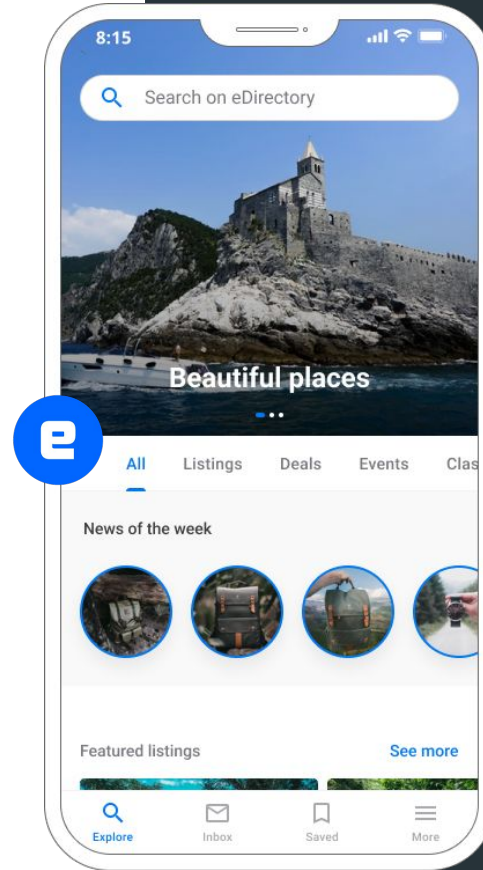 8:15
Search on eDirectory
Beautiful places
e
All Listings Deals Events Clas
News of the week
Featured listings
See more
Explore Inbox Saved More